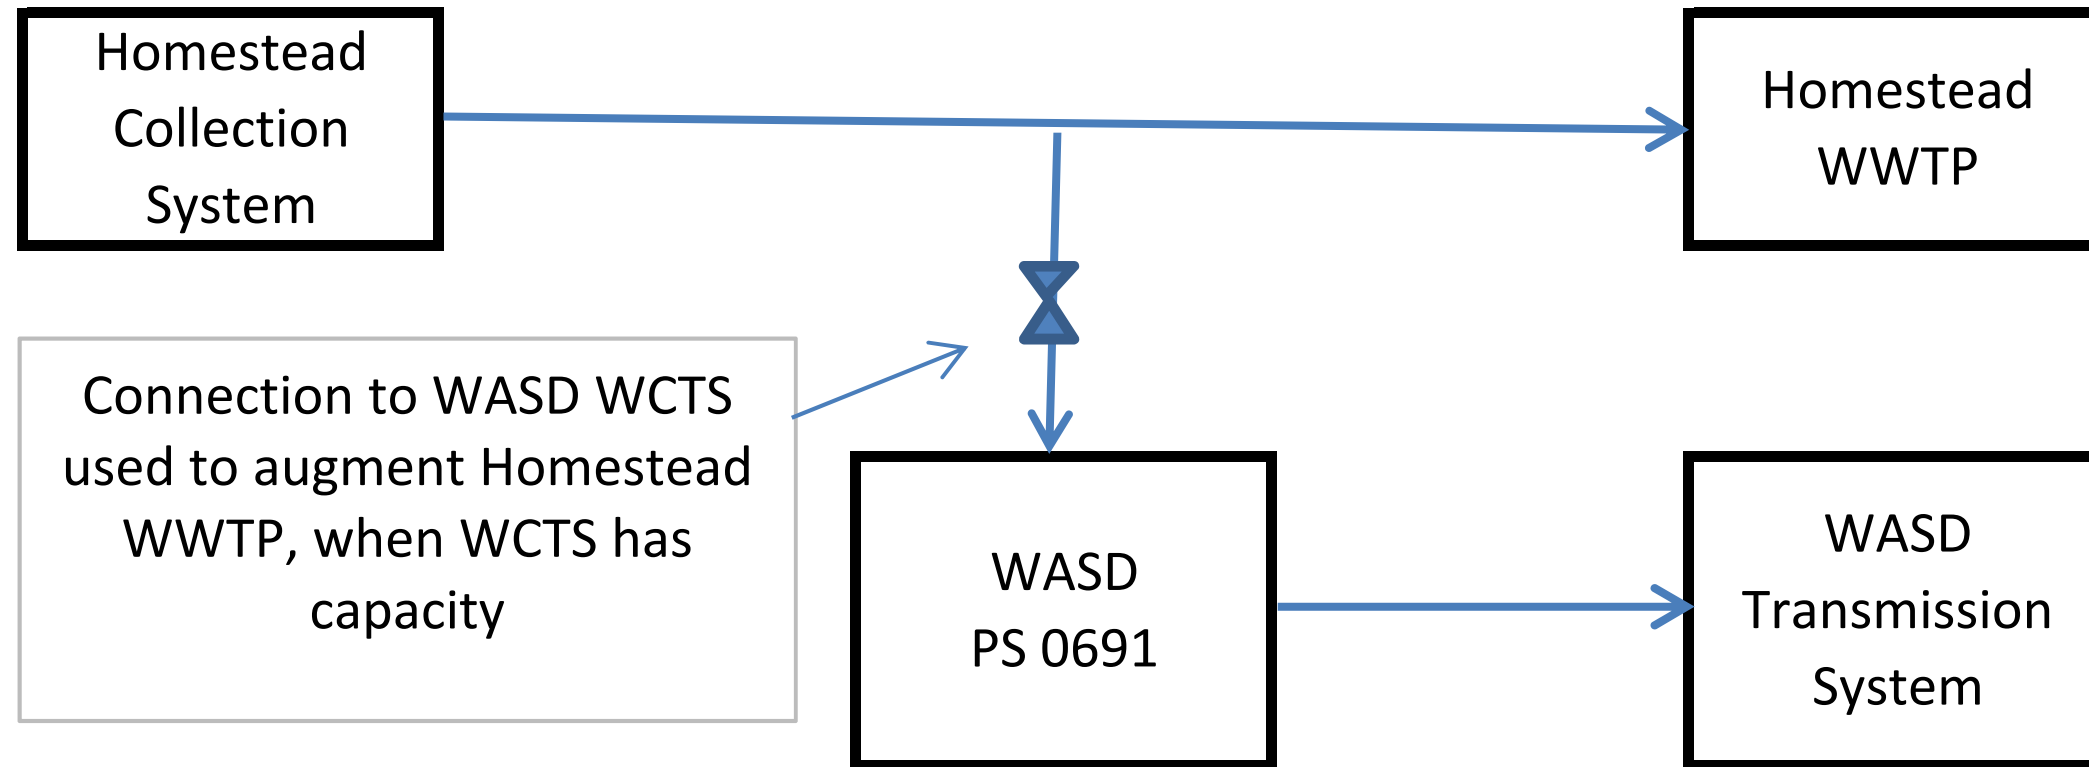 Homestead
Collection
System
Homestead
WWTP
Connection to WASD WCTS
used to augment Homestead
WWTP, when WCTS has
capacity
WASD
PS 0691
WASD
Transmission
System